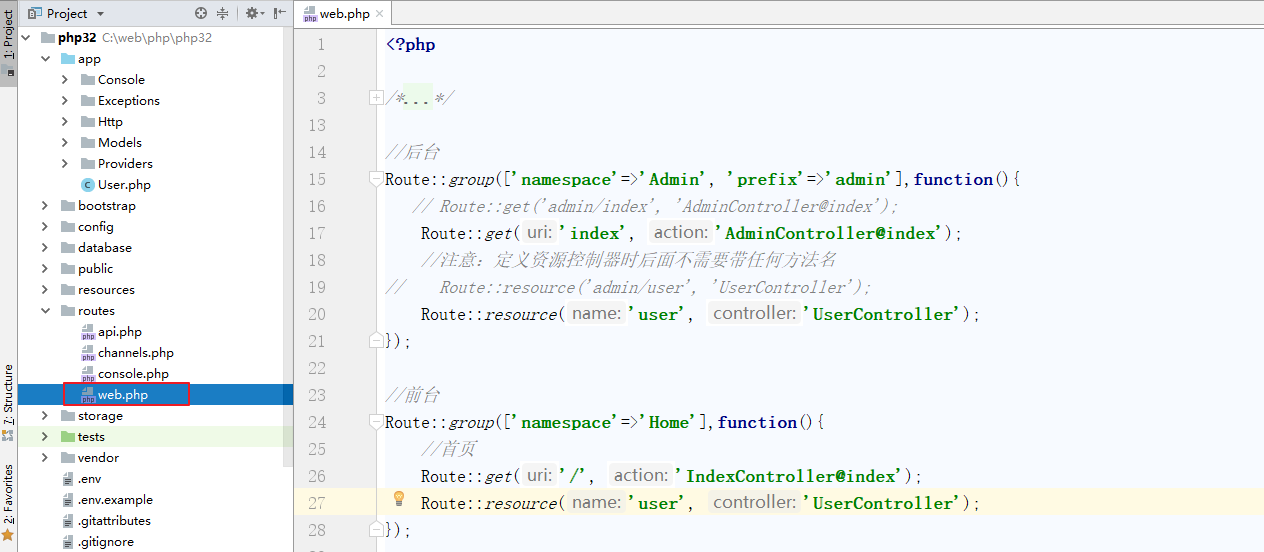 1: Project
7: Structure
2: Favorites
Project
php32 C:\web\php\php32
app
Console
Exceptions
Http
Models
Providers
User.php
bootstrap
config
database
public
resources
routes
api.php
channels.php
console.php
web.php
storage
tests
vendor
.env
.env.example
.gitattributes
.gitignore
web.php
1 <?php
2
3 /*...*/
13
14 //后台
15 Route::group(['namespace'=>'Admin', 'prefix'=>'admin'],function(){
16 // Route::get('admin/index', 'AdminController@index');
17 Route::get( uri: 'index', action: 'AdminController@index');
18 //注意：定义资源控制器时后面不需要带任何方法名
19 // Route::resource('admin/user', 'UserController');
20 Route::resource( name: 'user', controller: 'UserController');
21 });
22
23 //前台
24 Route::group(['namespace'=>'Home'],function(){
25 //首页
26 Route::get( uri: '/', action: 'IndexController@index');
27 Route::resource( name: 'user', controller: 'UserController');
28 });